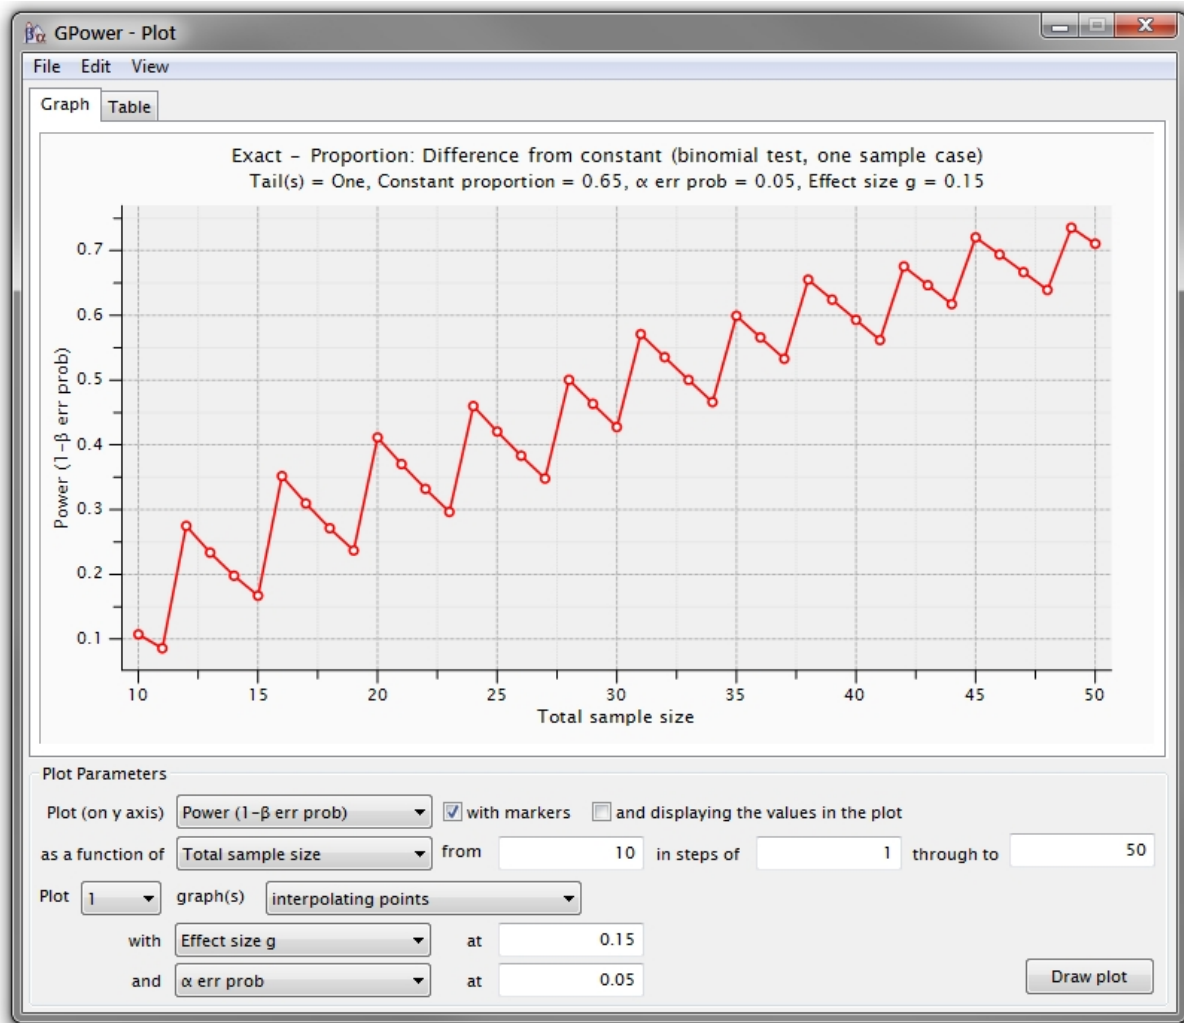 GPower - Plot
File Edit View
Graph Table
Exact – Proportion: Difference from constant (binomial test, one sample case)
Tail(s) = One, Constant proportion = 0.65, α err prob = 0.05, Effect size g = 0.15
Power (1-β err prob)
0.7
0.6
0.5
0.4
0.3
0.2
0.1
10 15 20 25 30 35 40 45 50
Total sample size
Plot Parameters
Plot (on y axis) Power (1-β err prob) with markers and displaying the values in the plot
as a function of Total sample size from 10 in steps of 1 through to 50
Plot 1 graph(s) interpolating points
with Effect size g at 0.15
and α err prob at 0.05
Draw plot